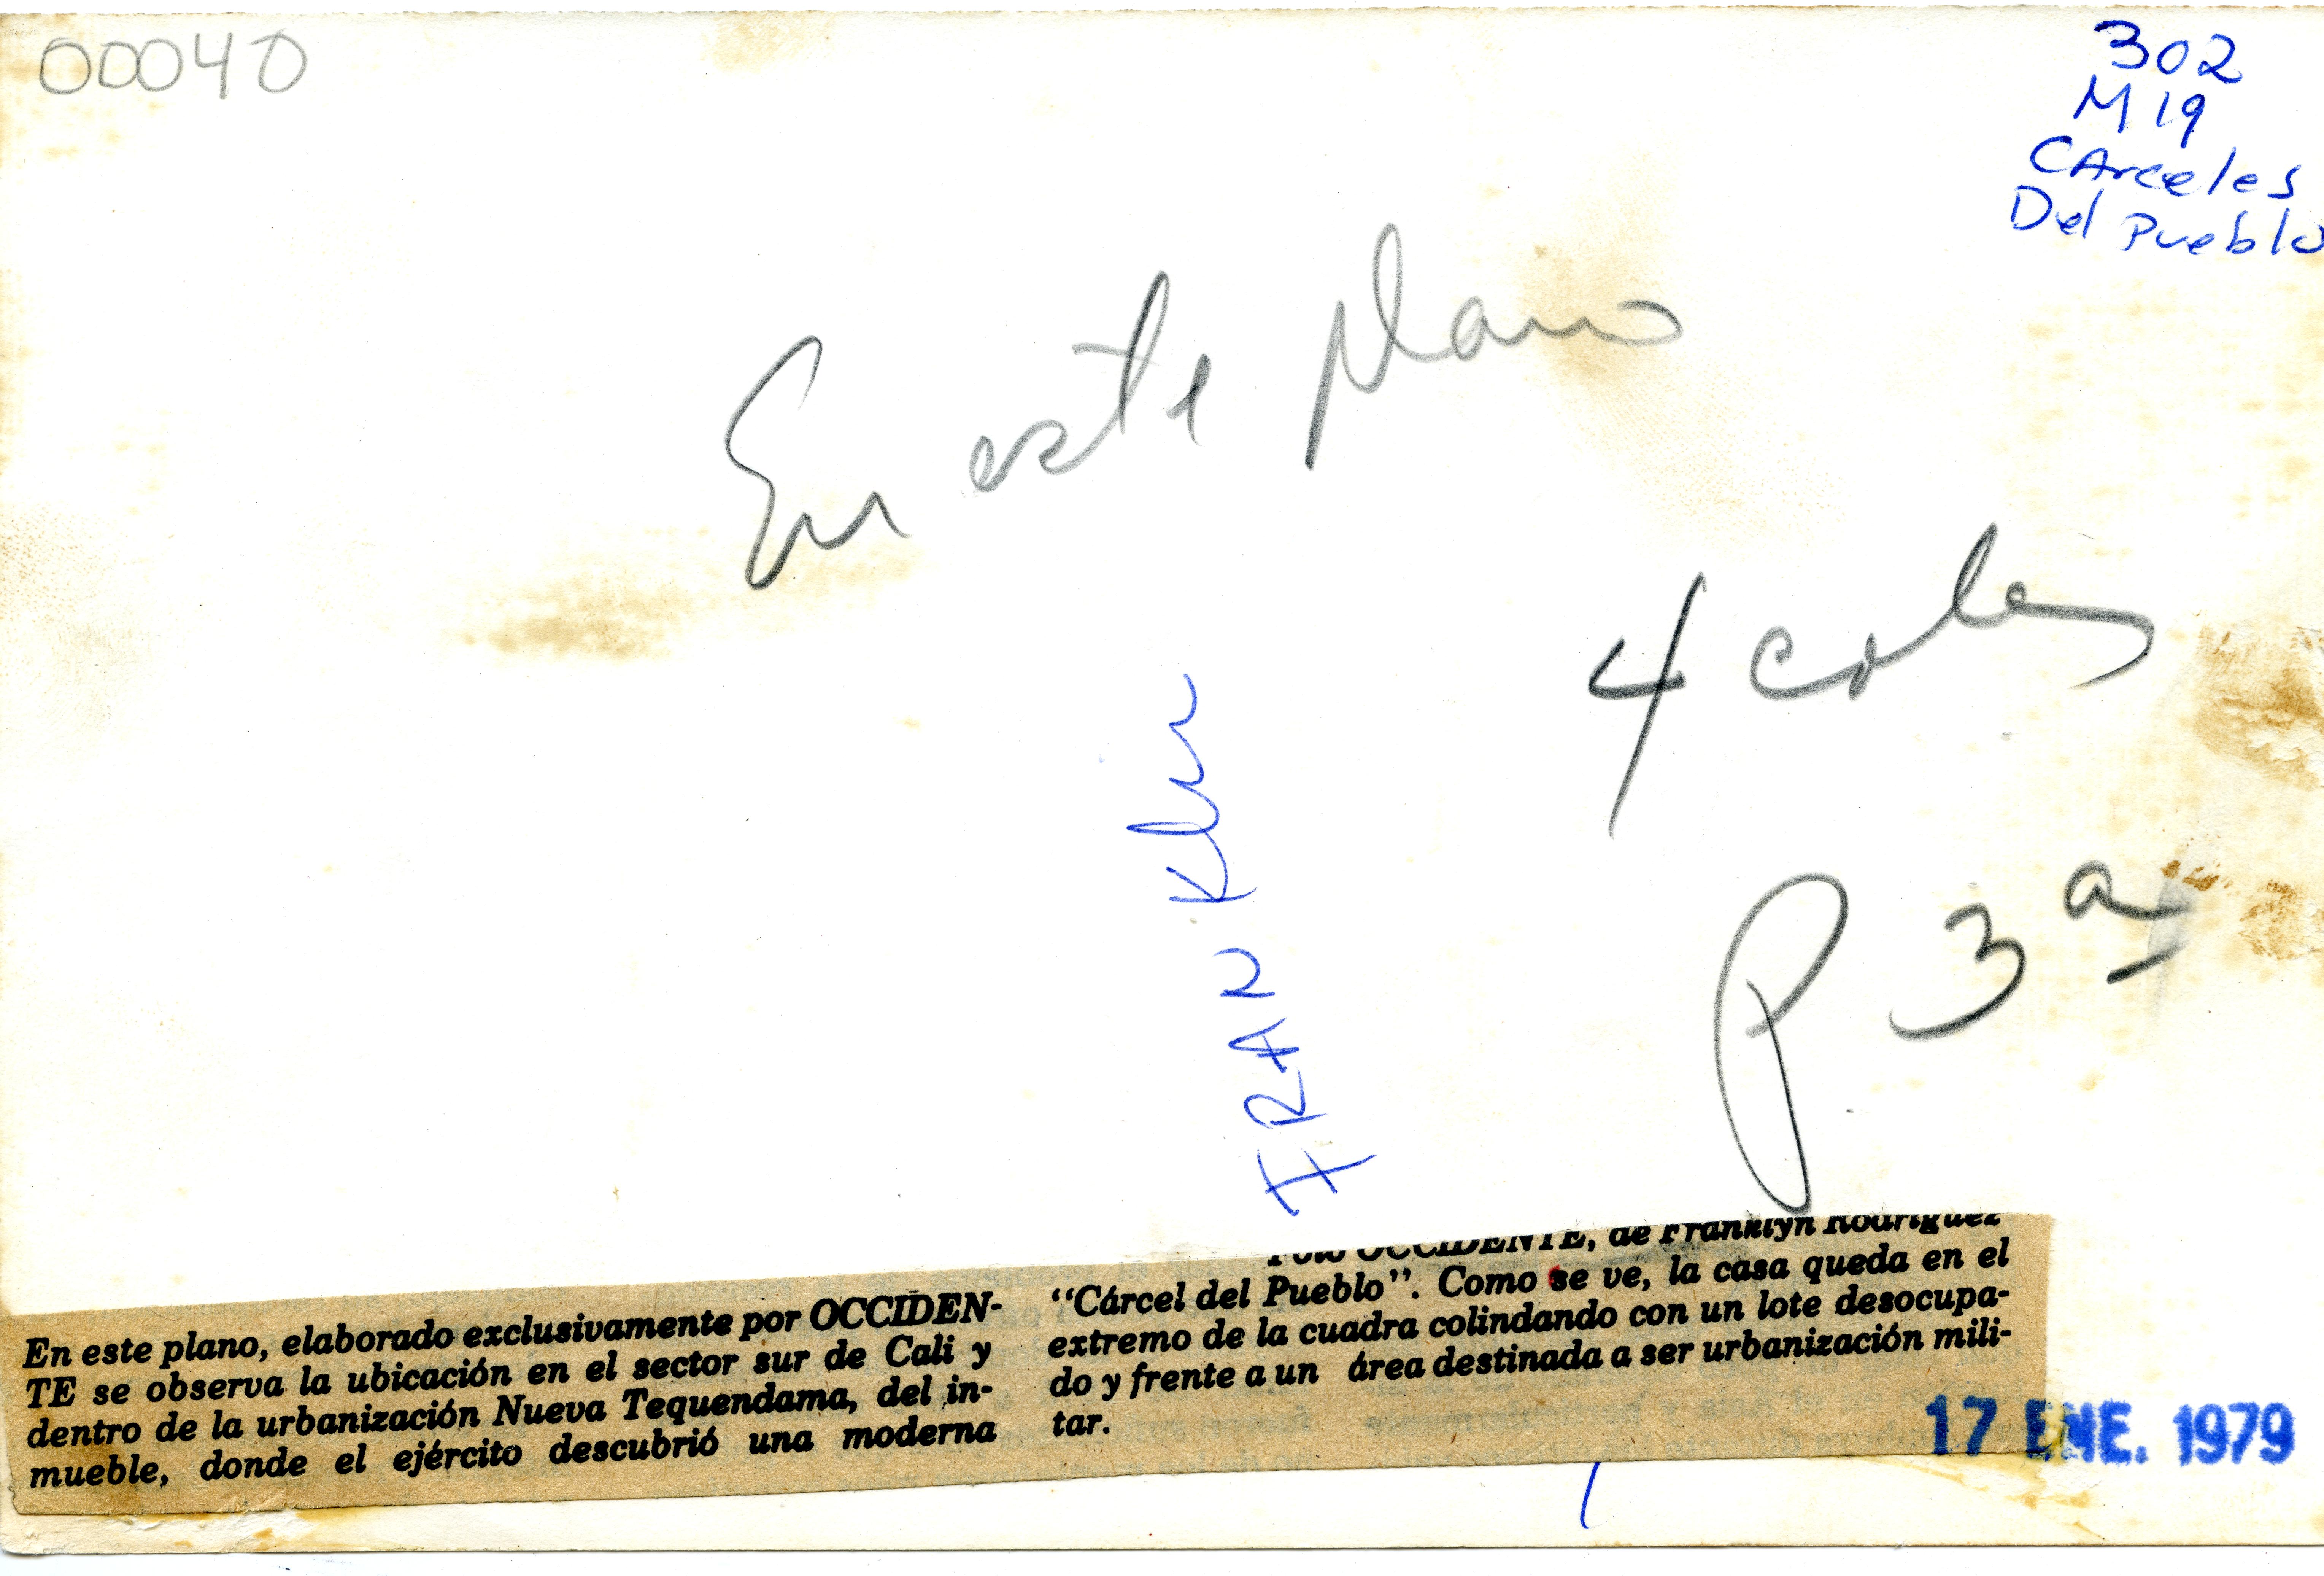 00040
302
M19
CArceles
Del Pueblo
En este plano
4 coles
P. 3a
FRANKlin
Foto OCCIDENTE, de Franklyn Rodríguez
En este plano, elaborado exclusivamente por OCCIDEN-
TE se observa la ubicación en el sector sur de Cali y
dentro de la urbanización Nueva Tequendama, del in-
mueble, donde el ejército descubrió una moderna
“Cárcel del Pueblo”. Como se ve, la casa queda en el
extremo de la cuadra colindando con un lote desocupa-
do y frente a un área destinada a ser urbanización mili-
tar.
17 ENE. 1979